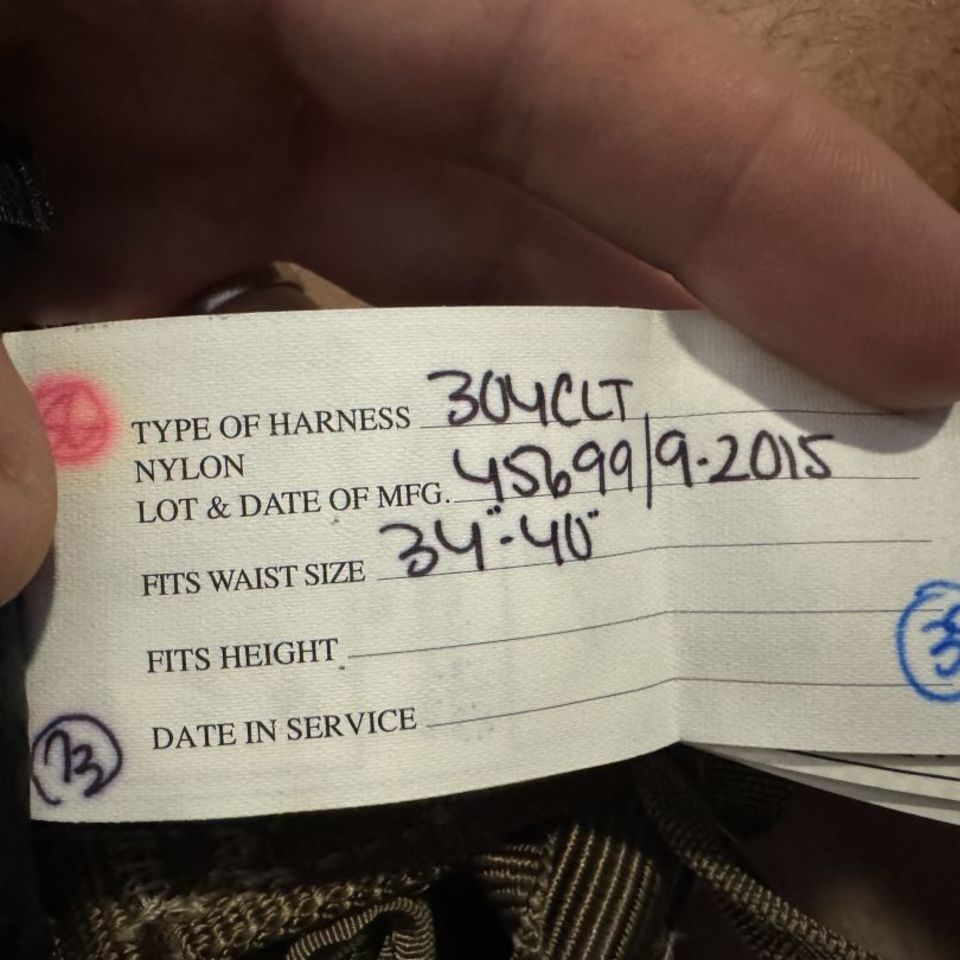 TYPE OF HARNESS 304CLT
NYLON
LOT & DATE OF MFG. 45699/9-2015
FITS WAIST SIZE 34"-40"
FITS HEIGHT
DATE IN SERVICE
73